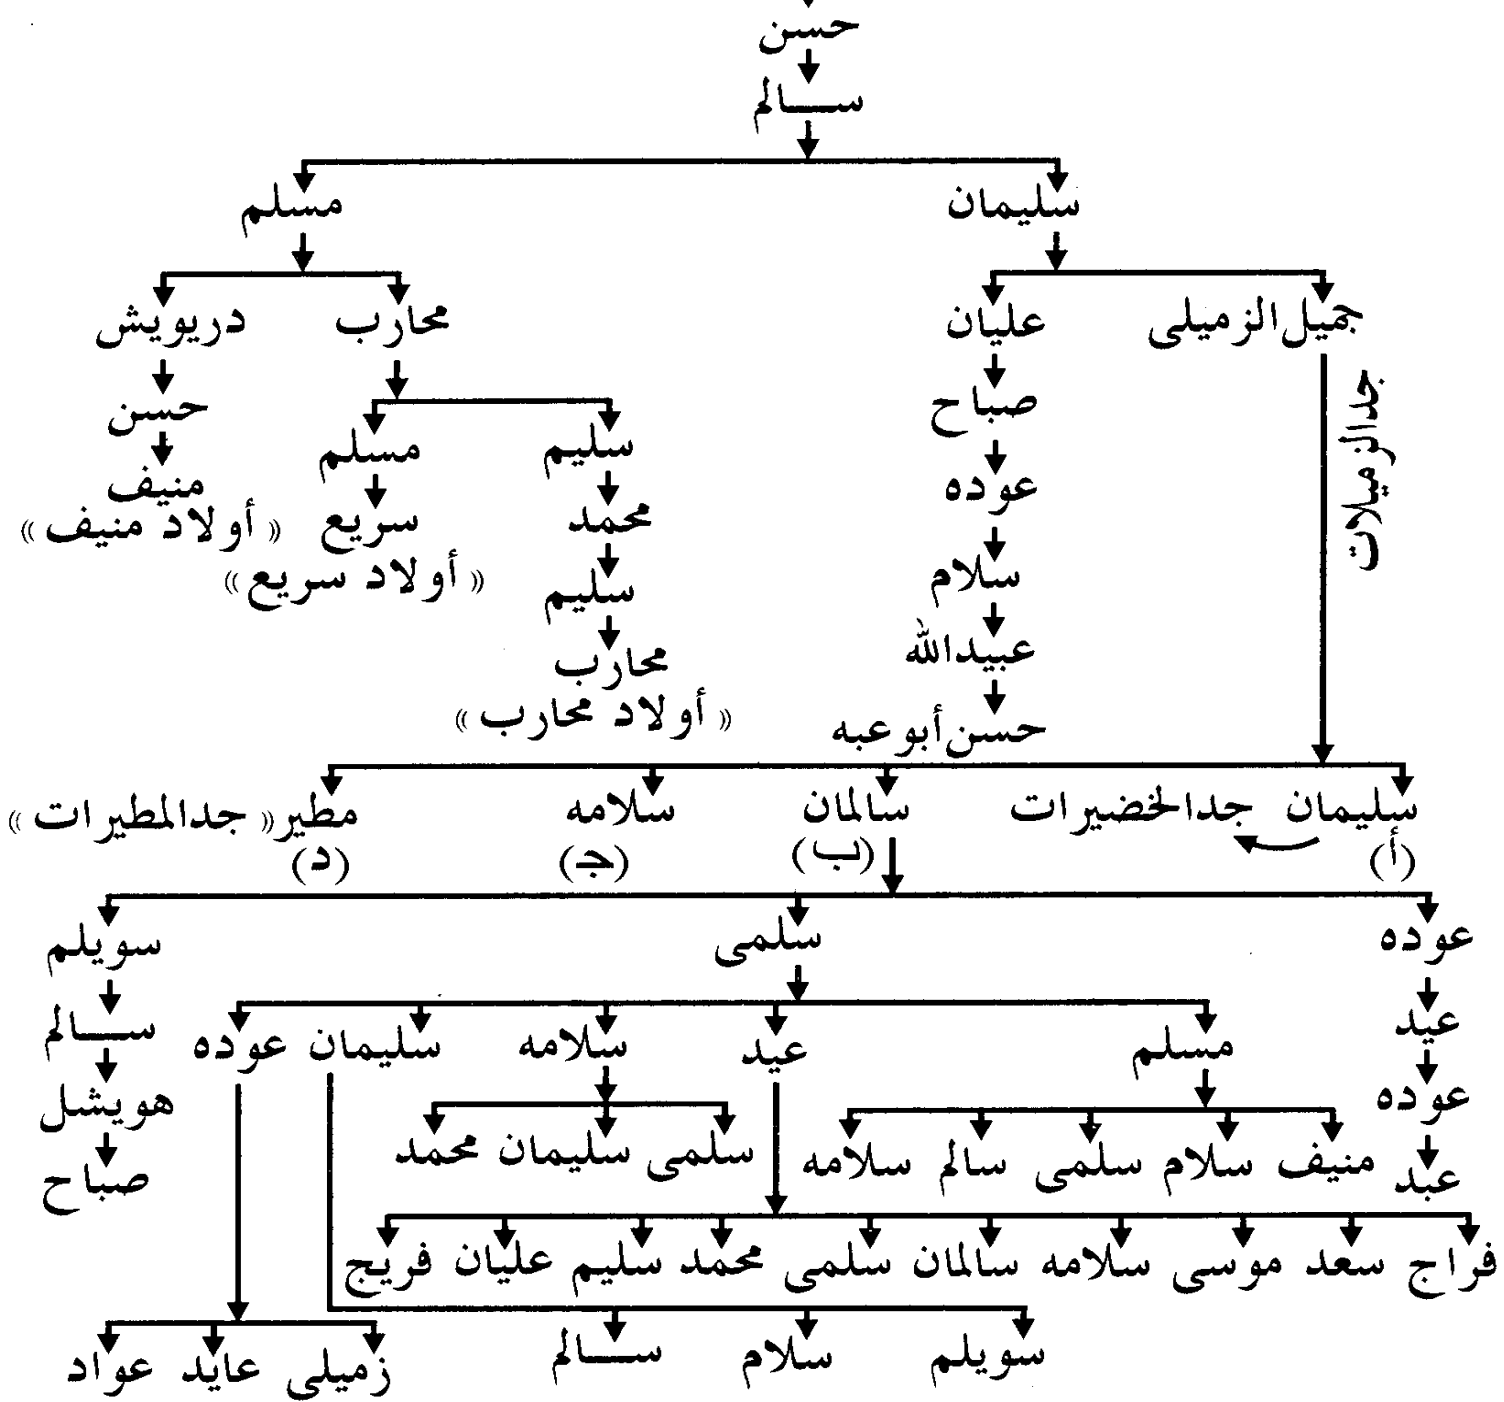 حسن
سالم
سليمان مسلم
جميل الزميلى عليان محارب دريويش
جد الزميلات
صباح سليم مسلم حسن
عوده محمد سريع منيف
« أولاد سريع » « أولاد منيف »
سلام سليم
عبيدالله محارب
« أولاد محارب »
حسن أبو عبه
سليمان جد الخضيرات سالمان سلامه مطير « جد المطيرات »
(أ) (ب) (جـ) (د)
عوده سلمى سويلم
عيد مسلم عيد سلامه سليمان عوده سالم
عوده هويشل
عبد منيف سلام سلمى سالم سلامه سلمى سليمان محمد صباح
فراج سعد موسى سلامه سالمان سلمى محمد سليم عليان فريج
سويلم سلام سالم زميلى عايد عواد